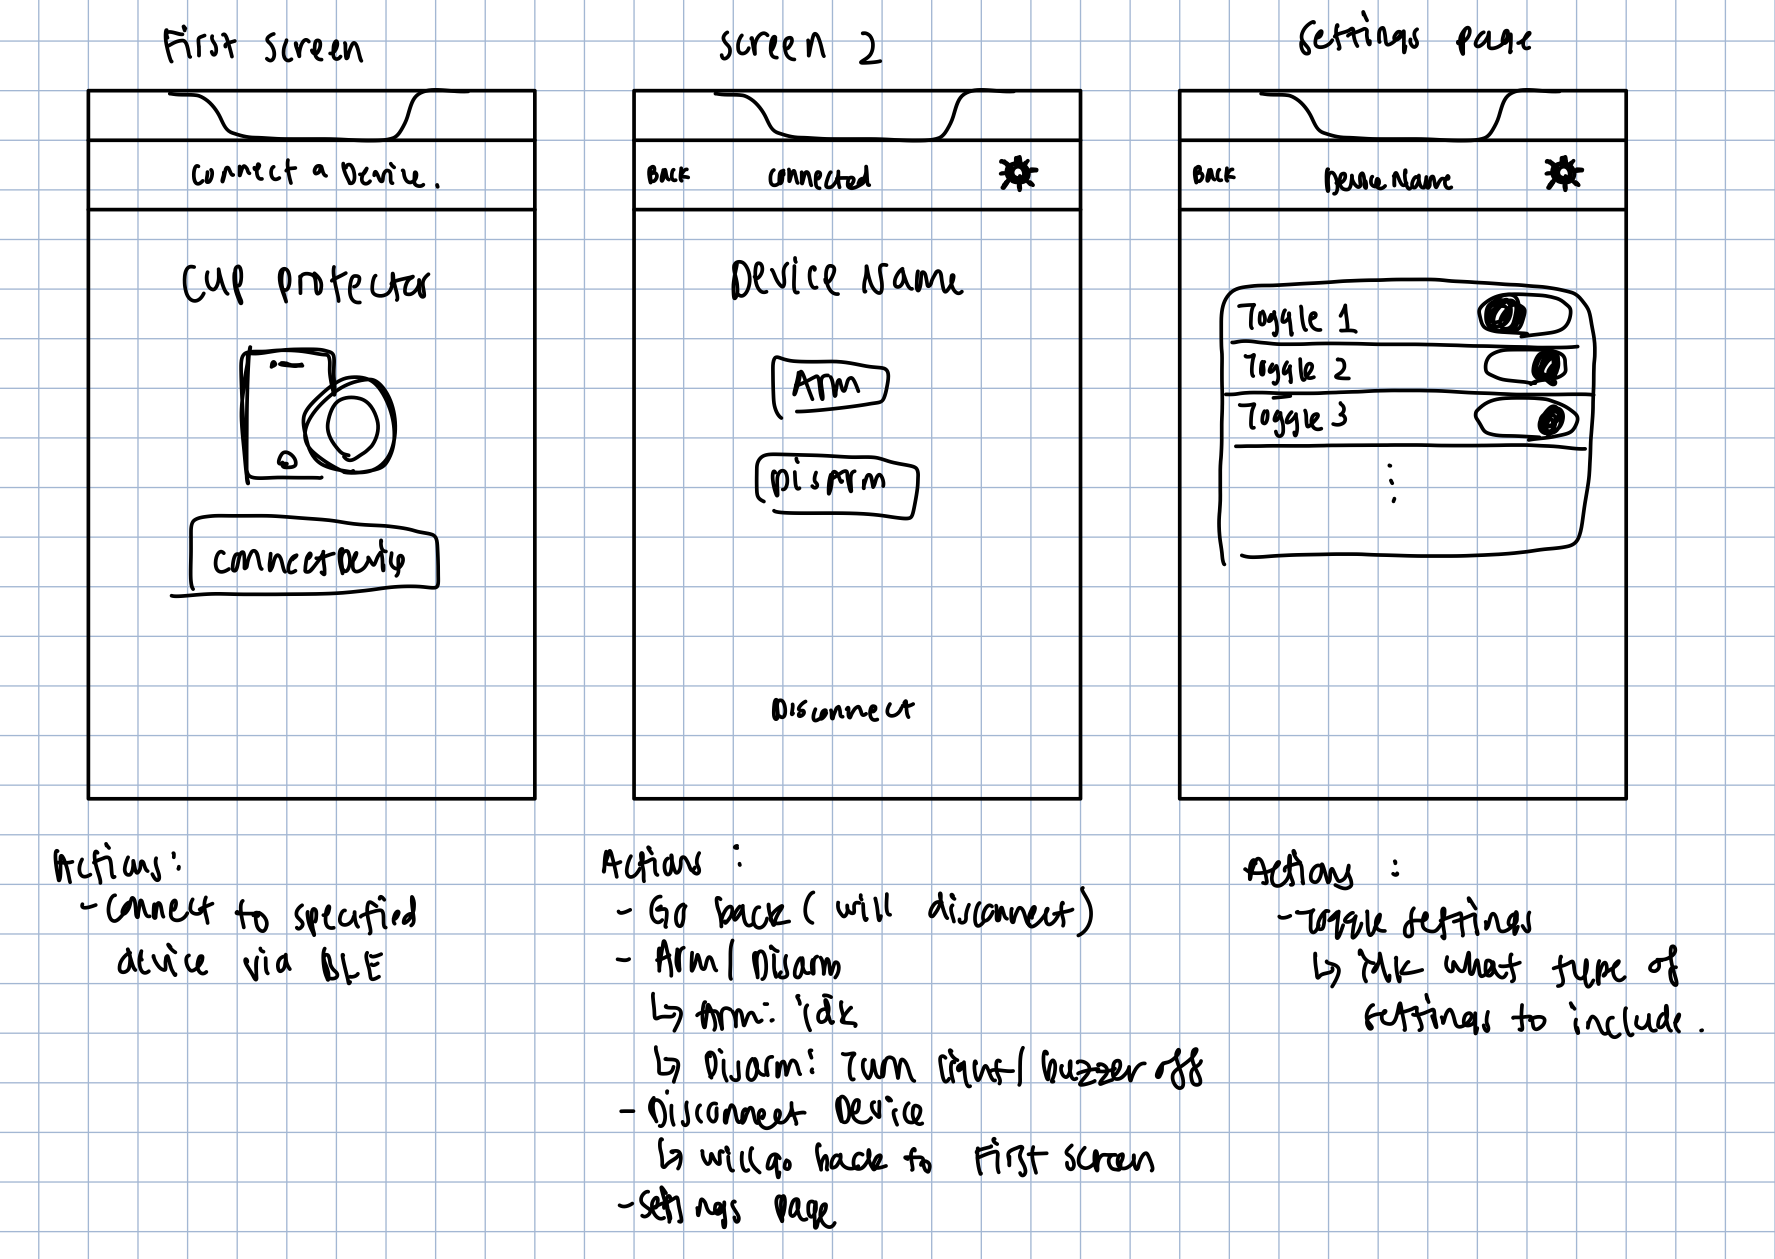 First Screen
Connect a Device.
Cup protector
Connect Device
Actions:
- Connect to specified
device via BLE
Screen 2
BACK Connected
Device Name
Arm
DisArm
Disconnect
Actions :
- Go back ( will disconnect)
- Arm / Disarm
↳ Arm: idk
↳ Disarm: Turn light / buzzer off
- Disconnect Device
↳ will go back to First screen
- Settings page
Settings page
BACK Device Name
Toggle 1
Toggle 2
Toggle 3
⋮
Actions :
- Toggle settings
↳ idk what type of
settings to include.